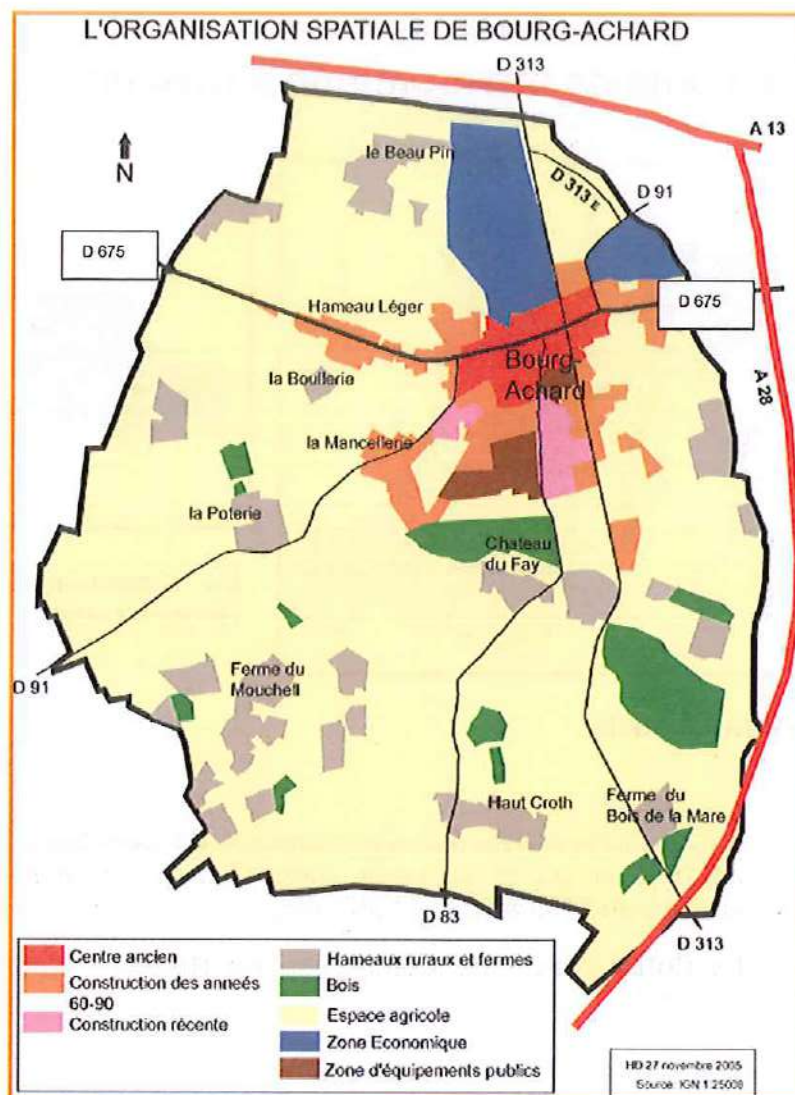 L'ORGANISATION SPATIALE DE BOURG-ACHARD
D 313
A 13
le Beau Pin
N
D 313 E
D 91
D 675
Hameau Léger
D 675
Bourg-
Achard
A 28
la Boullerie
la Mancellerie
la Poterie
Chateau
du Fay
D 91
Ferme du
Mouchell
Haut Croth
Ferme du
Bois de la Mare
D 83
D 313
Centre ancien
Construction des anneés
60-90
Construction récente
Hameaux ruraux et fermes
Bois
Espace agricole
Zone Economique
Zone d'équipements publics
HD 27 novembre 2005
Source: IGN 1 25000